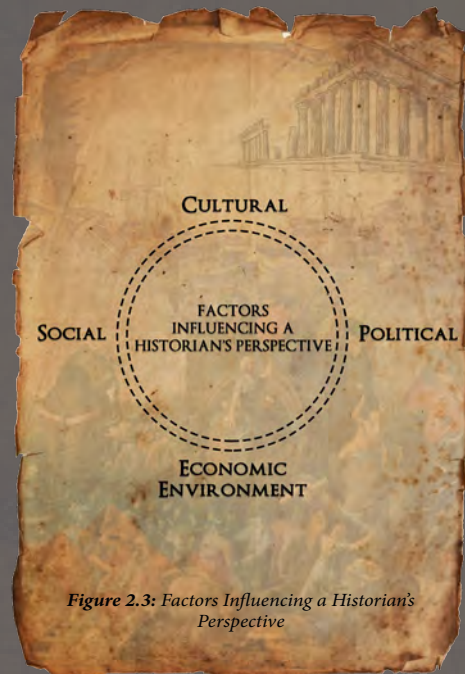 CULTURAL
FACTORS
INFLUENCING A
HISTORIAN'S PERSPECTIVE
SOCIAL
POLITICAL
ECONOMIC
ENVIRONMENT
Figure 2.3: Factors Influencing a Historian's
Perspective